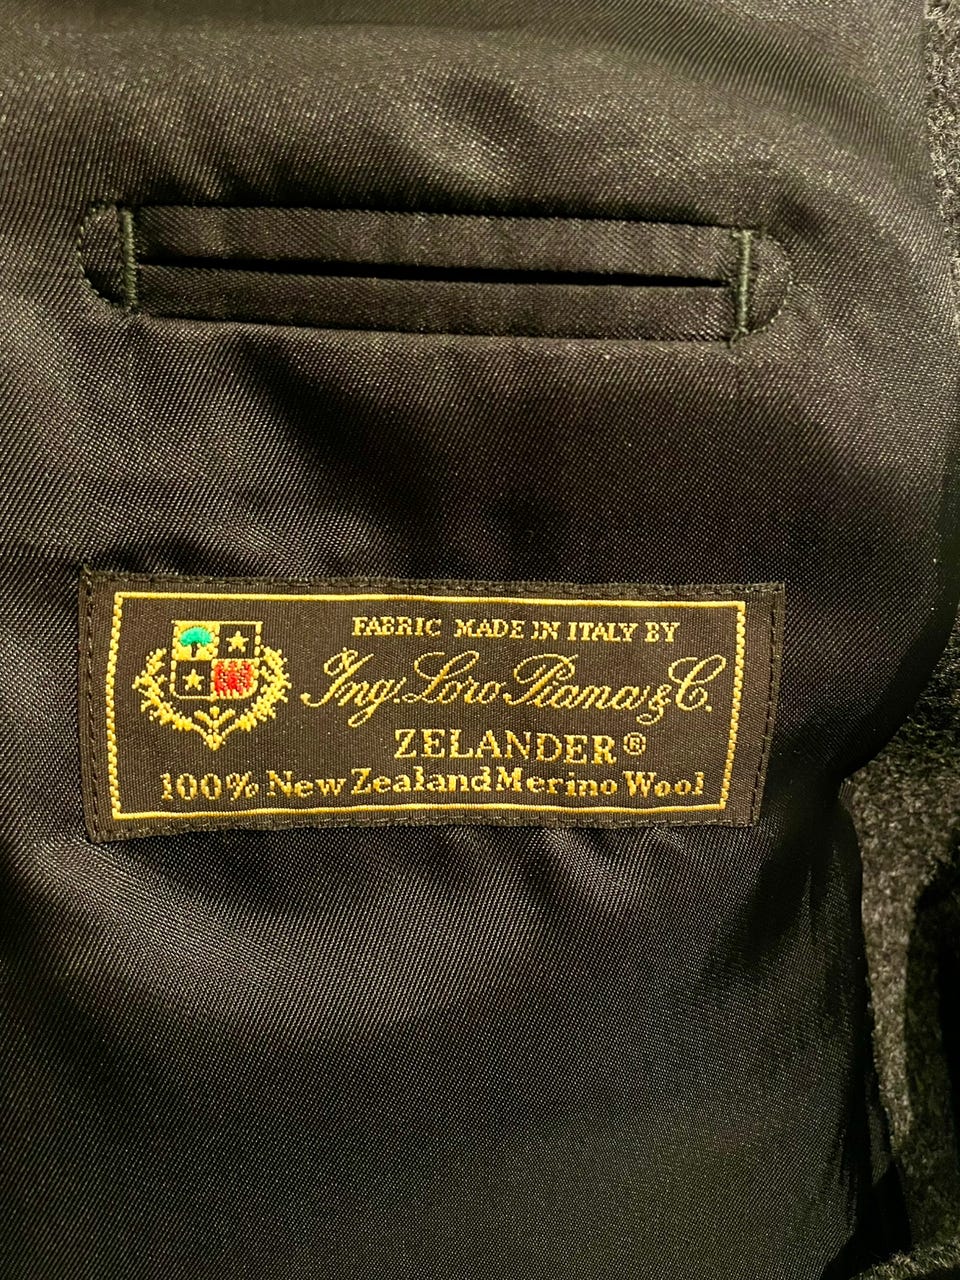 FABRIC MADE IN ITALY BY
Ing. Loro Piana & C.
ZELANDER®
100% New Zealand Merino Wool